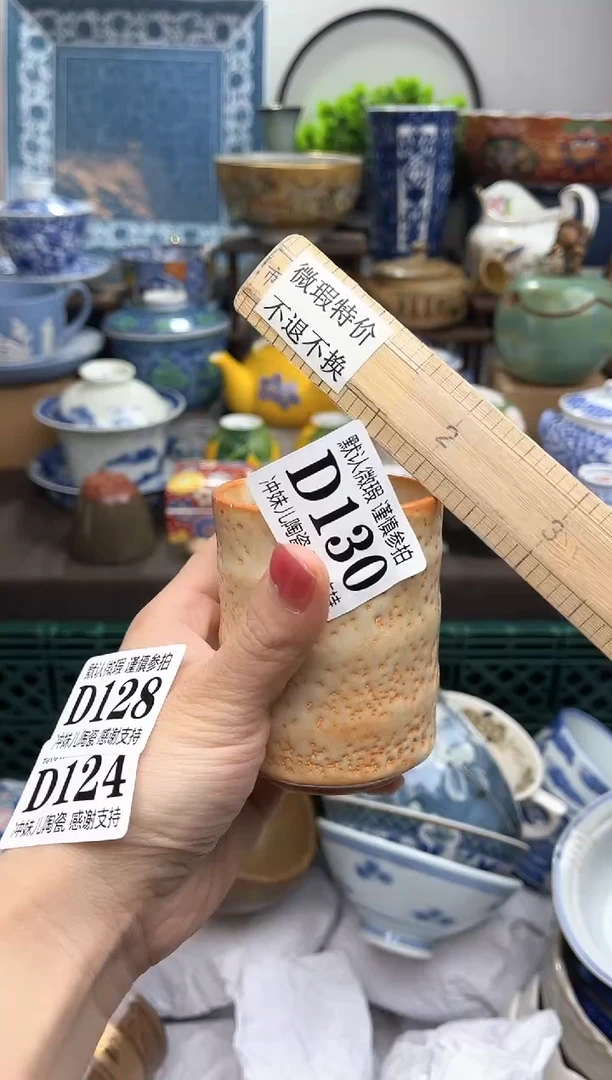 市
微瑕特价
不退不换
2
3
默认微瑕 谨慎参拍
D130
冲妹儿陶瓷
持
默认微瑕 谨慎参拍
D128
冲妹儿陶瓷 感谢支持
D124
冲妹儿陶瓷 感谢支持